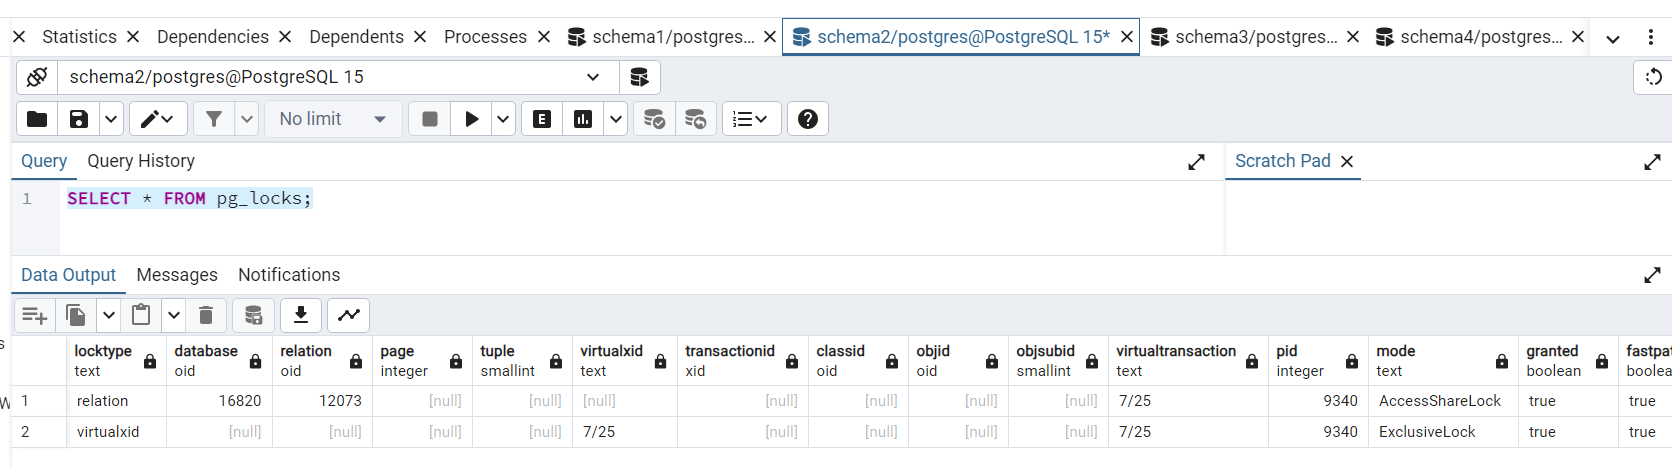 Statistics Dependencies Dependents Processes schema1/postgres... schema2/postgres@PostgreSQL 15* schema3/postgres... schema4/postgres...
schema2/postgres@PostgreSQL 15
No limit E
Query Query History Scratch Pad
1 SELECT * FROM pg_locks;
Data Output Messages Notifications
locktype database relation page tuple virtualxid transactionid classid objid objsubid virtualtransaction pid mode granted fastpat
text oid oid integer smallint text xid oid oid smallint text integer text boolean boolea
1 relation 16820 12073 [null] [null] [null] [null] [null] [null] [null] 7/25 9340 AccessShareLock true true
2 virtualxid [null] [null] [null] [null] 7/25 [null] [null] [null] [null] 7/25 9340 ExclusiveLock true true